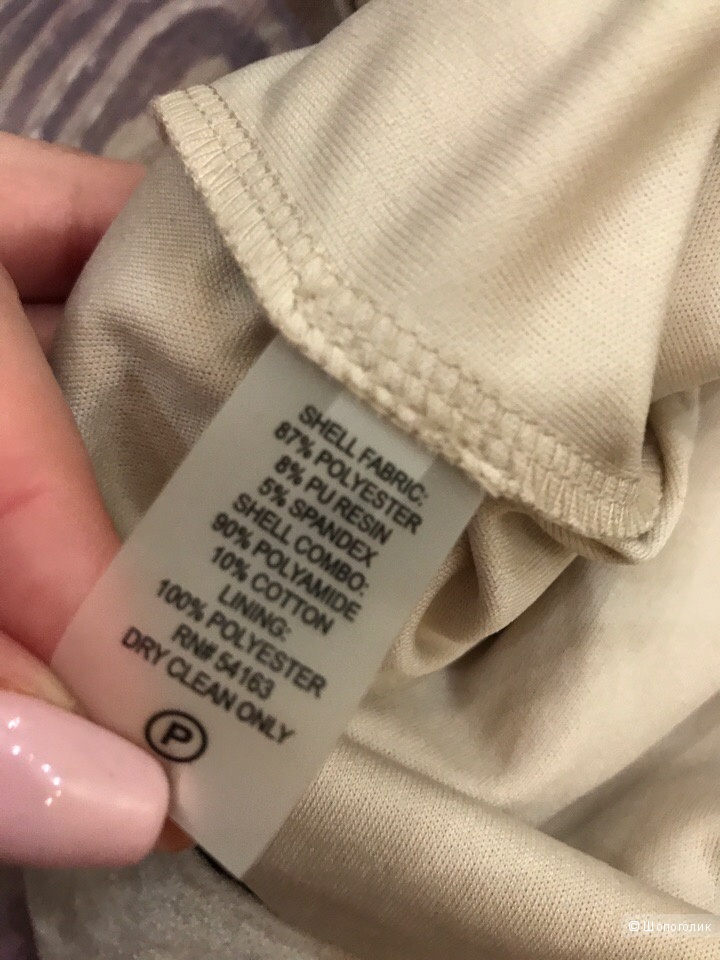 SHELL FABRIC:
87% POLYESTER
8% PU RESIN
5% SPANDEX
SHELL COMBO:
90% POLYAMIDE
10% COTTON
LINING:
100% POLYESTER
RN# 54163
DRY CLEAN ONLY
P
© Шопоголик